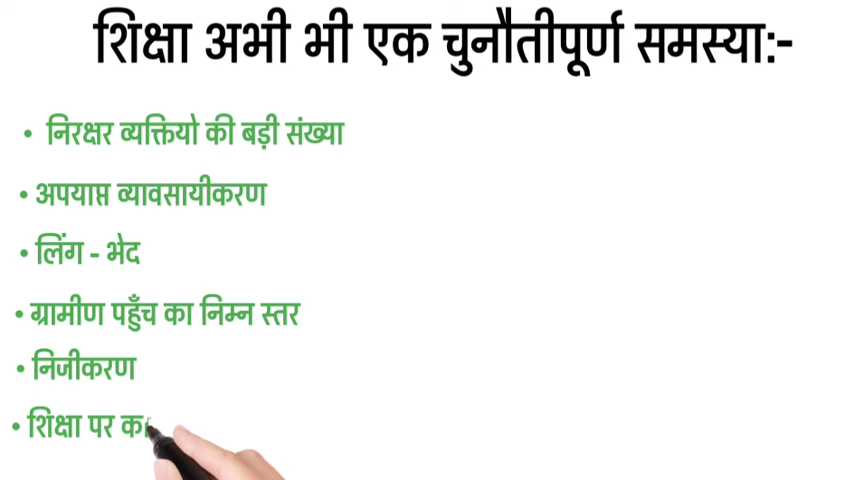 शिक्षा अभी भी एक चुनौतीपूर्ण समस्या:-
• निरक्षर व्यक्तियो की बड़ी संख्या
• अपयाप्त व्यावसायीकरण
• लिंग - भेद
• ग्रामीण पहुँच का निम्न स्तर
• निजीकरण
• शिक्षा पर